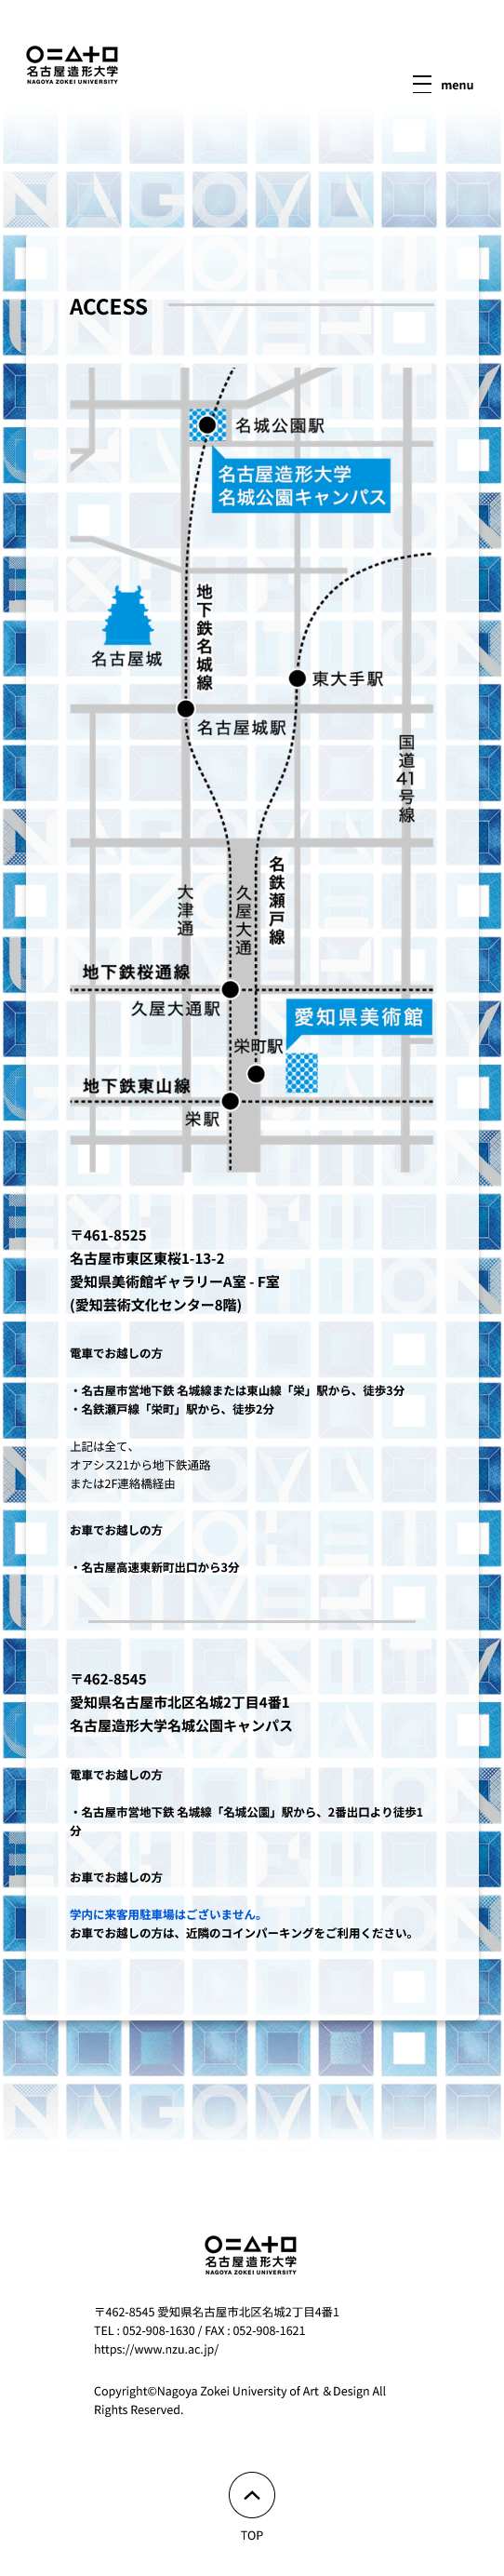 名古屋造形大学
NAGOYA ZOKEI UNIVERSITY
menu
ACCESS
名城公園駅
名古屋造形大学
名城公園キャンパス
地下鉄名城線
名古屋城
東大手駅
名古屋城駅
国道41号線
名鉄瀬戸線
大津通
久屋大通
地下鉄桜通線
久屋大通駅
愛知県美術館
栄町駅
地下鉄東山線
栄駅
〒461-8525
名古屋市東区東桜1-13-2
愛知県美術館ギャラリーA室 - F室
(愛知芸術文化センター8階)
電車でお越しの方
・名古屋市営地下鉄 名城線または東山線「栄」駅から、徒歩3分
・名鉄瀬戸線「栄町」駅から、徒歩2分
上記は全て、
オアシス21から地下鉄通路
または2F連絡橋経由
お車でお越しの方
・名古屋高速東新町出口から3分
〒462-8545
愛知県名古屋市北区名城2丁目4番1
名古屋造形大学名城公園キャンパス
電車でお越しの方
・名古屋市営地下鉄 名城線「名城公園」駅から、2番出口より徒歩1
分
お車でお越しの方
学内に来客用駐車場はございません。
お車でお越しの方は、近隣のコインパーキングをご利用ください。
名古屋造形大学
NAGOYA ZOKEI UNIVERSITY
〒462-8545 愛知県名古屋市北区名城2丁目4番1
TEL : 052-908-1630 / FAX : 052-908-1621
https://www.nzu.ac.jp/
Copyright©Nagoya Zokei University of Art ＆Design All
Rights Reserved.
TOP